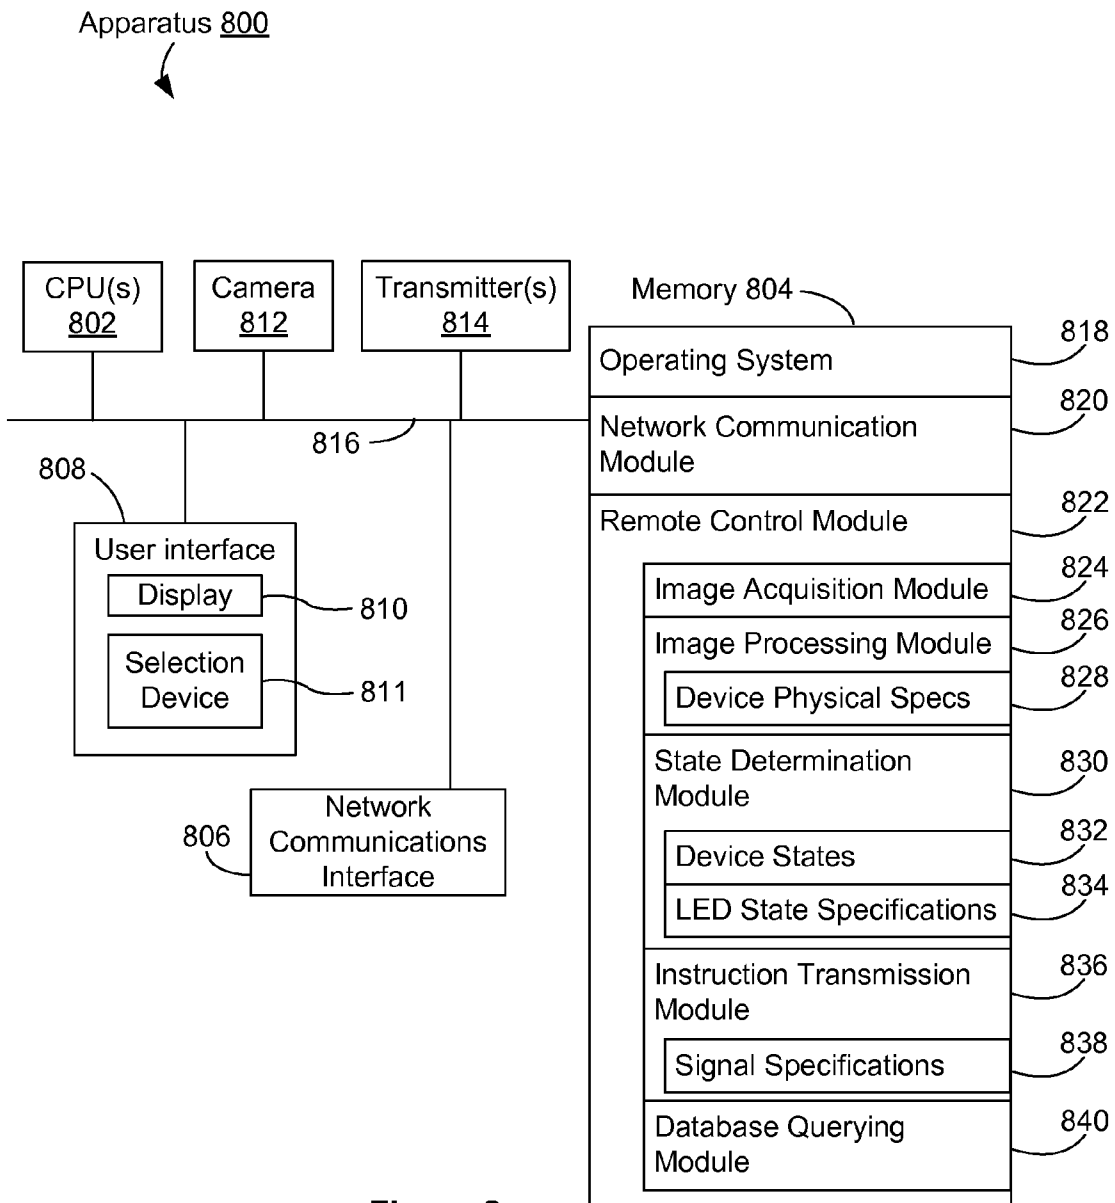 Apparatus 800
CPU(s)
802
Camera
812
Transmitter(s)
814
816
808
User interface
Display
810
Selection
Device
811
806
Network
Communications
Interface
Memory 804
Operating System
818
Network Communication
Module
820
Remote Control Module
822
Image Acquisition Module
824
Image Processing Module
826
Device Physical Specs
828
State Determination
Module
830
Device States
832
LED State Specifications
834
Instruction Transmission
Module
836
Signal Specifications
838
Database Querying
Module
840